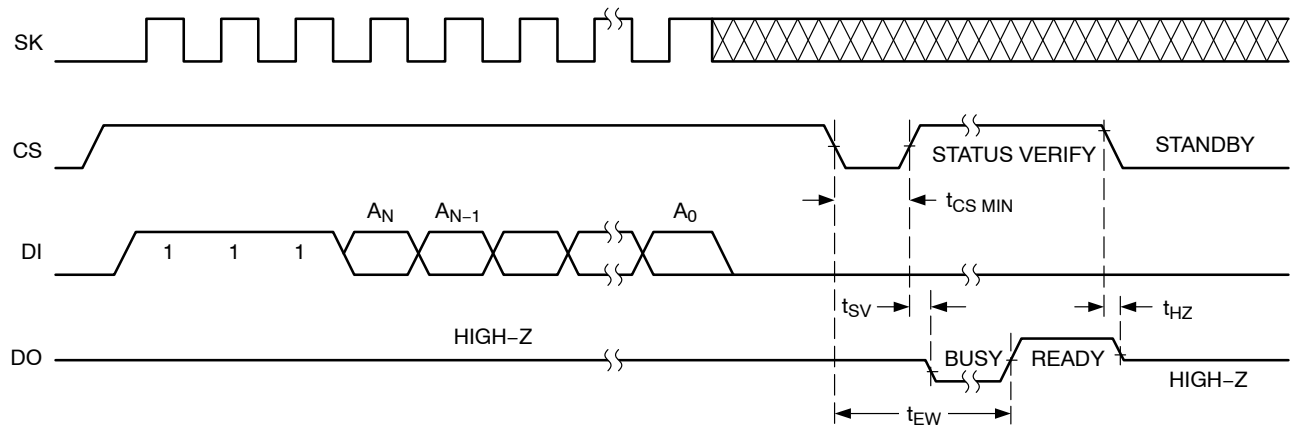 SK
CS
STATUS VERIFY
STANDBY
tCS MIN
DI
1 1 1
AN
AN−1
A0
tSV
tHZ
DO
HIGH−Z
BUSY
READY
HIGH−Z
tEW